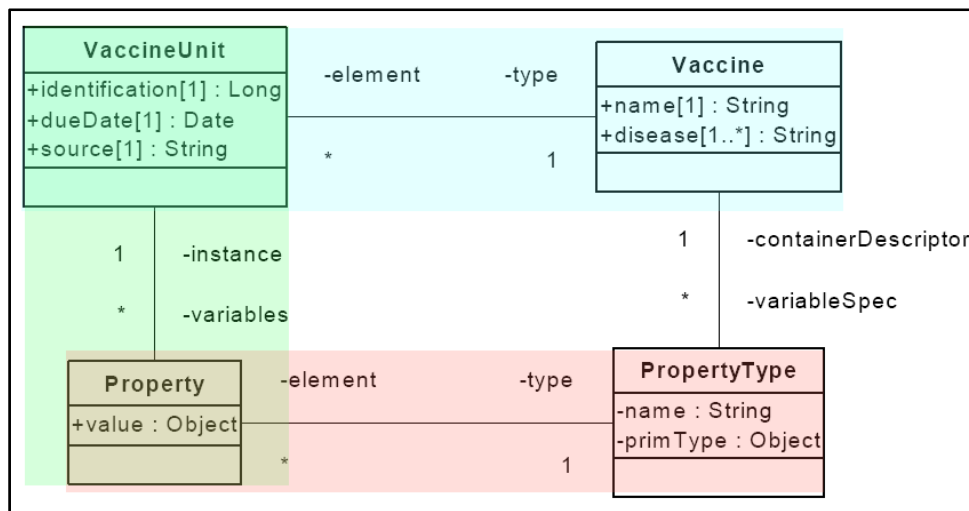 VaccineUnit
+identification[1] : Long
+dueDate[1] : Date
+source[1] : String
-element
-type
*
1
Vaccine
+name[1] : String
+disease[1..*] : String
1
-instance
*
-variables
1
-containerDescriptor
*
-variableSpec
Property
+value : Object
-element
-type
*
1
PropertyType
-name : String
-primType : Object